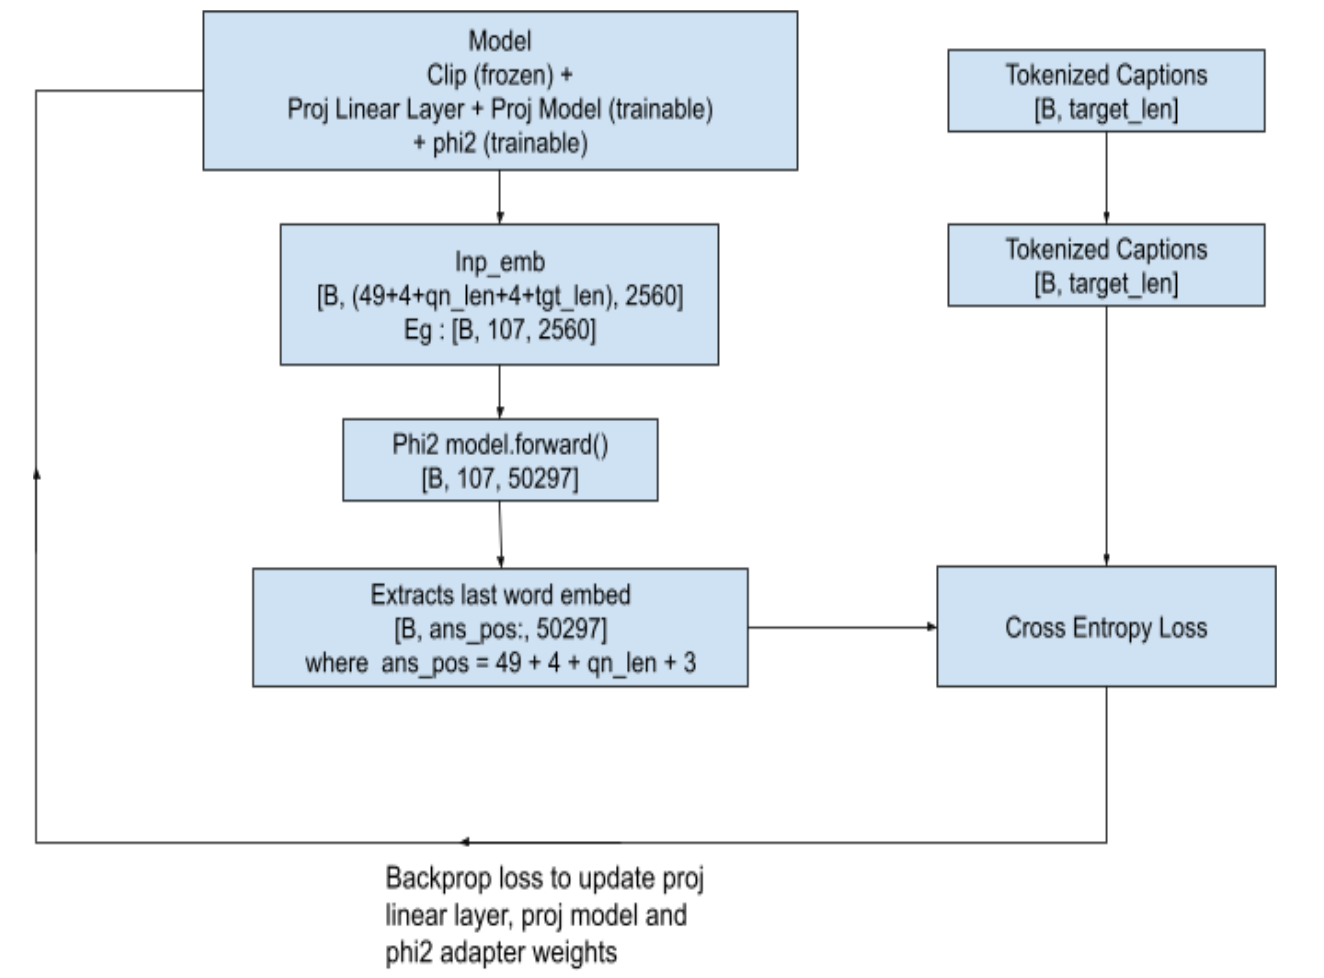 Model
Clip (frozen) +
Proj Linear Layer + Proj Model (trainable)
+ phi2 (trainable)
Tokenized Captions
[B, target_len]
Inp_emb
[B, (49+4+qn_len+4+tgt_len), 2560]
Eg : [B, 107, 2560]
Tokenized Captions
[B, target_len]
Phi2 model.forward()
[B, 107, 50297]
Extracts last word embed
[B, ans_pos:, 50297]
where ans_pos = 49 + 4 + qn_len + 3
Cross Entropy Loss
Backprop loss to update proj
linear layer, proj model and
phi2 adapter weights